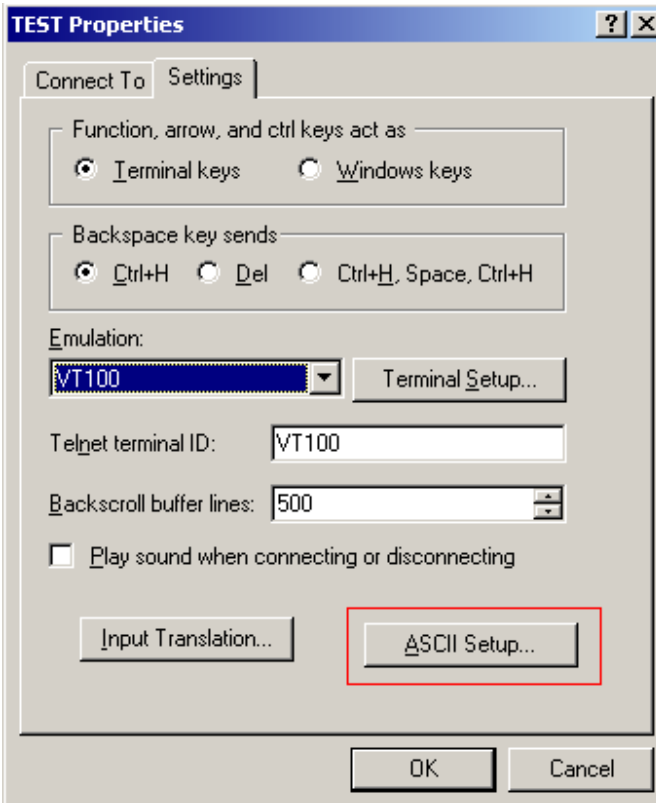 TEST Properties
Connect To Settings
Function, arrow, and ctrl keys act as
Terminal keys Windows keys
Backspace key sends
Ctrl+H Del Ctrl+H, Space, Ctrl+H
Emulation:
VT100 Terminal Setup...
Telnet terminal ID: VT100
Backscroll buffer lines: 500
Play sound when connecting or disconnecting
Input Translation... ASCII Setup...
OK Cancel